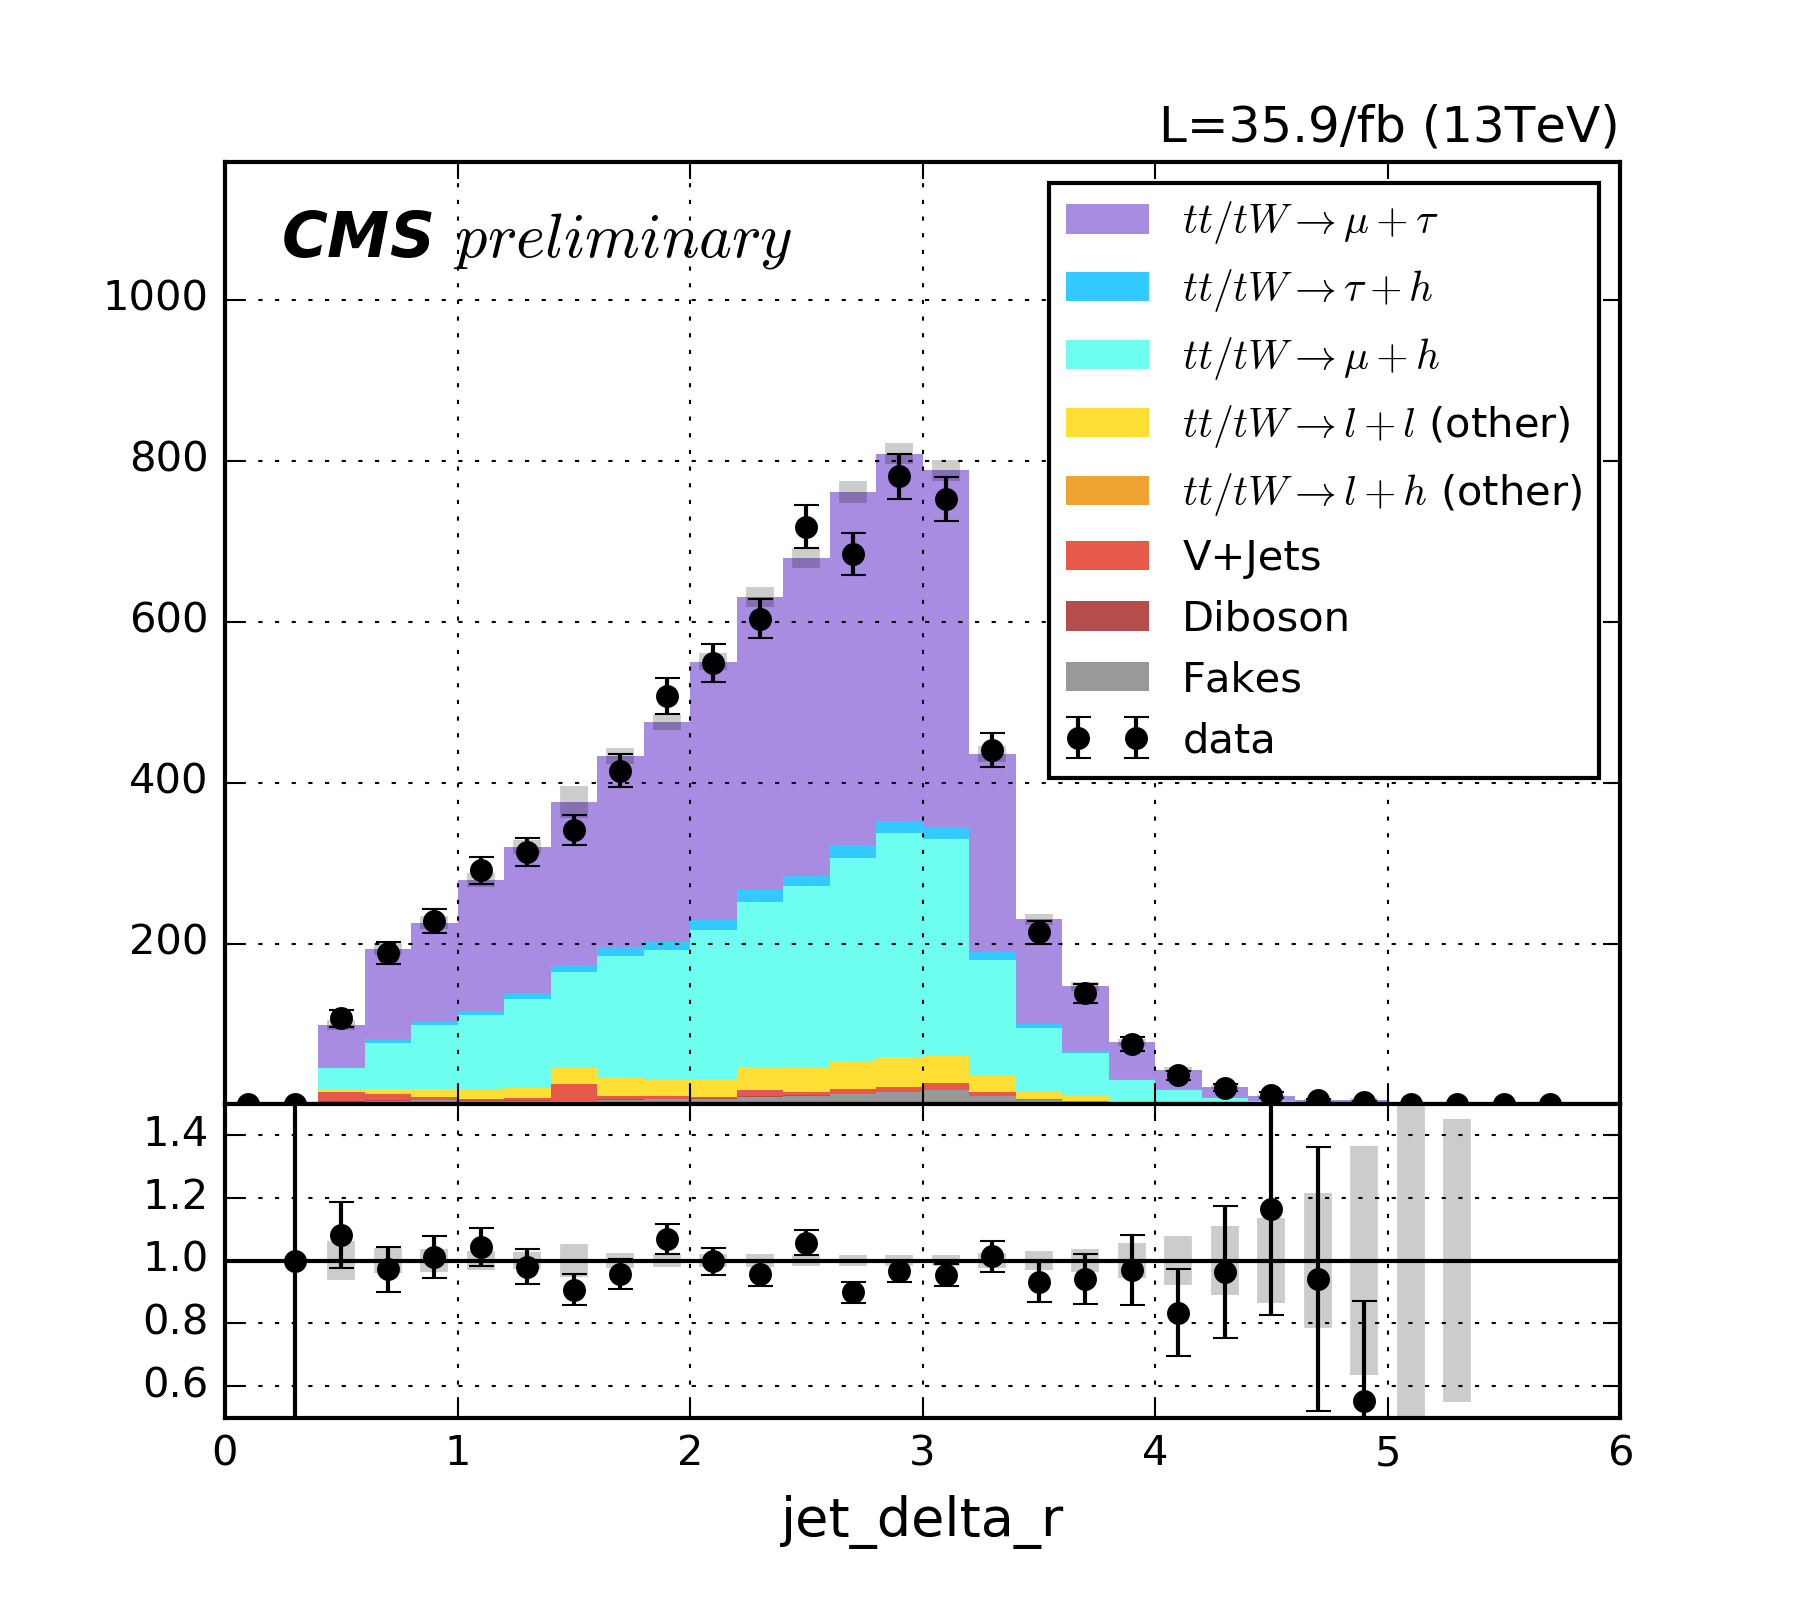 L=35.9/fb (13TeV)
CMS preliminary
tt/tW→μ+τ
tt/tW→τ+h
tt/tW→μ+h
tt/tW→l+l (other)
tt/tW→l+h (other)
V+Jets
Diboson
Fakes
data
1000
800
600
400
200
1.4
1.2
1.0
0.8
0.6
0 1 2 3 4 5 6
jet_delta_r